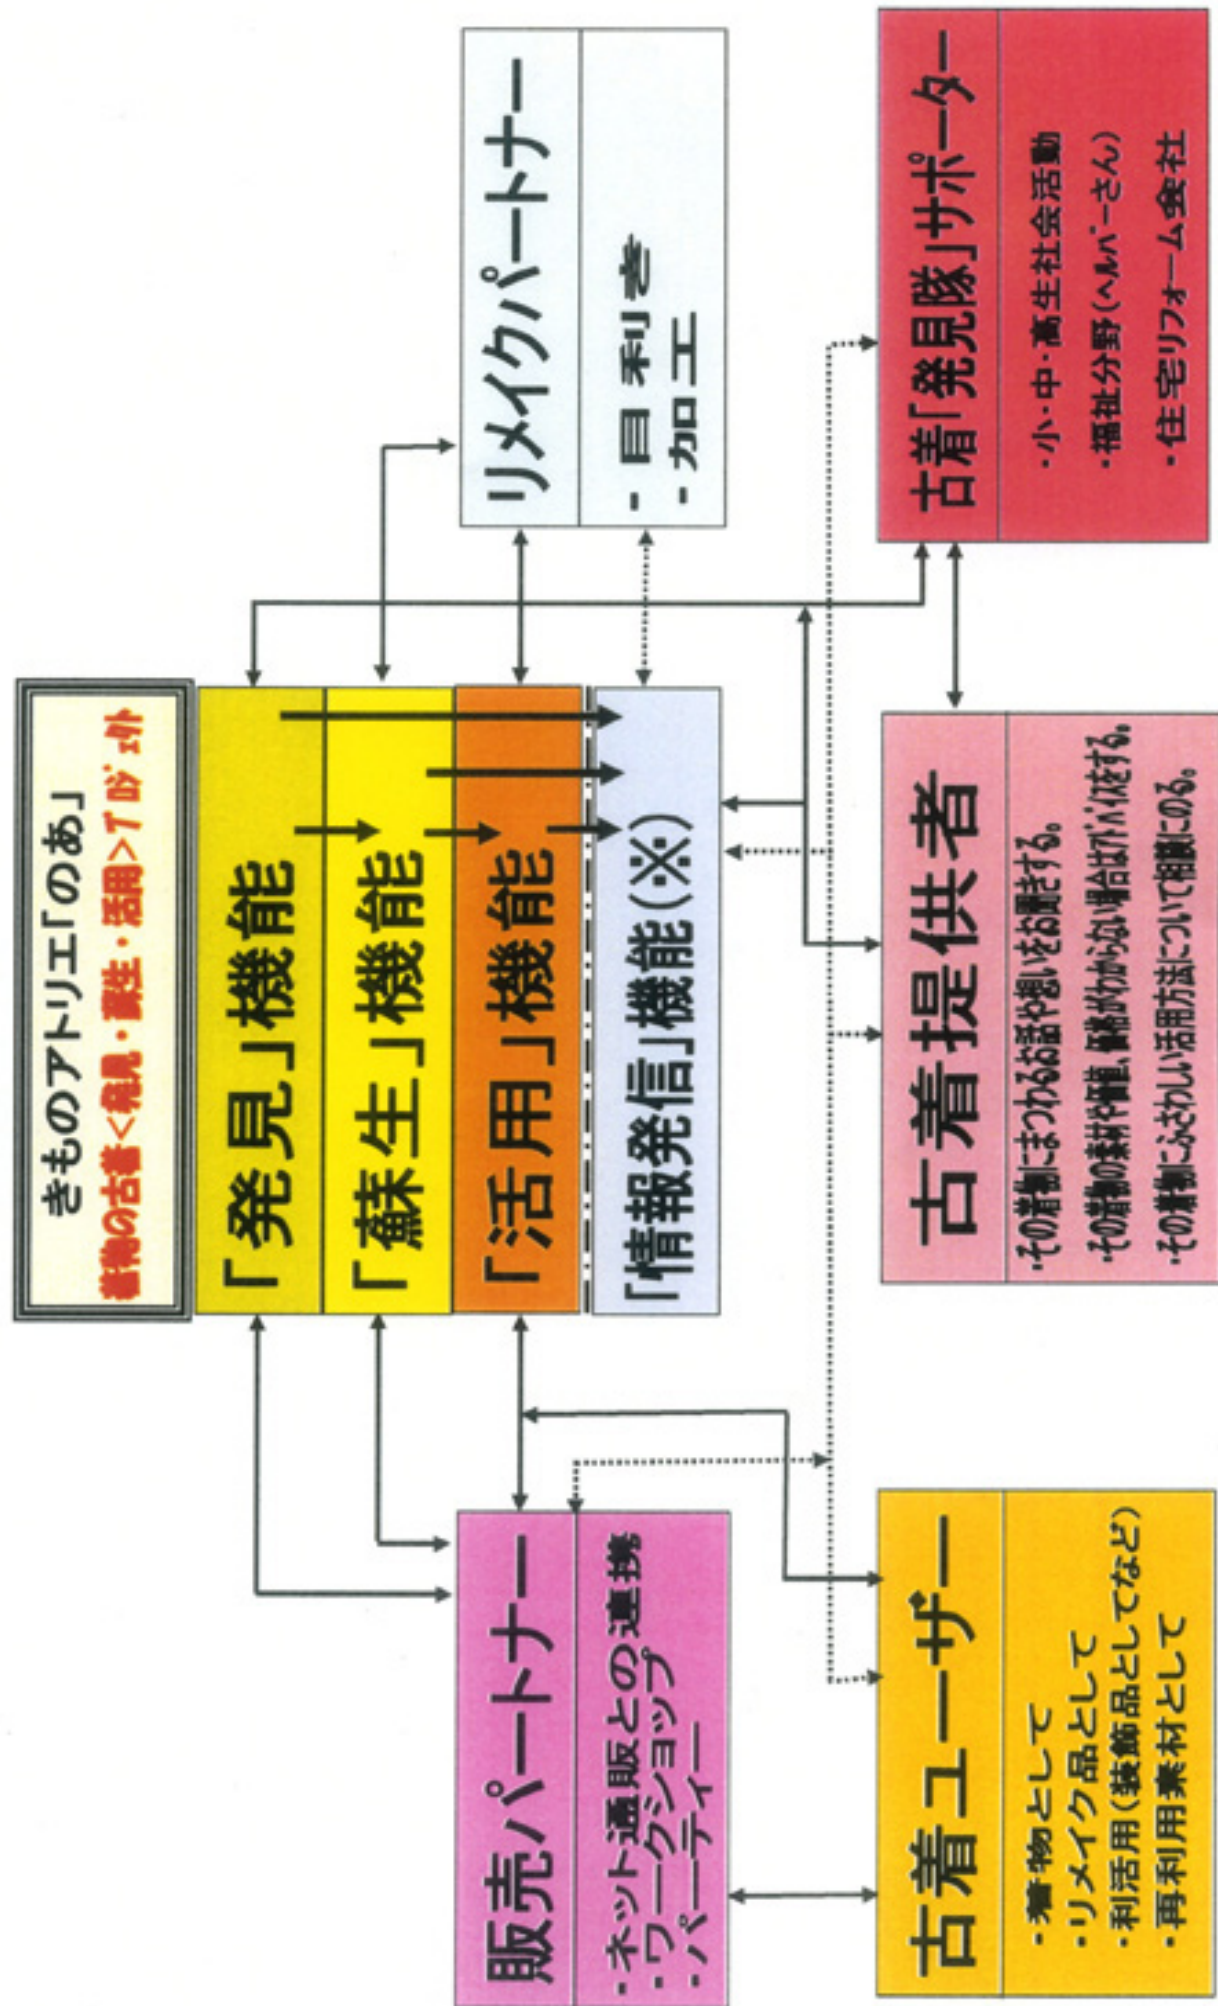 きものアトリエ「のあ」
着物の古着<発見・蘇生・活用>プロジェクト
「発見」機能
「蘇生」機能
「活用」機能
「情報発信」機能(※)
販売パートナー
・ネット通販との連携
・ワークショップ
・パーティー
リメイクパートナー
・目利き
・加工
古着ユーザー
・着物として
・リメイク品として
・利活用(装飾品としてなど)
・再利用素材として
古着提供者
・その着物にまつわるお話や想いをお聞きする。
・その着物の素材や価値、価格がわからない場合はアドバイスをする。
・その着物にふさわしい活用方法について相談にのる。
古着「発見隊」サポーター
・小・中・高生社会活動
・福祉分野(ヘルパーさん)
・住宅リフォーム会社